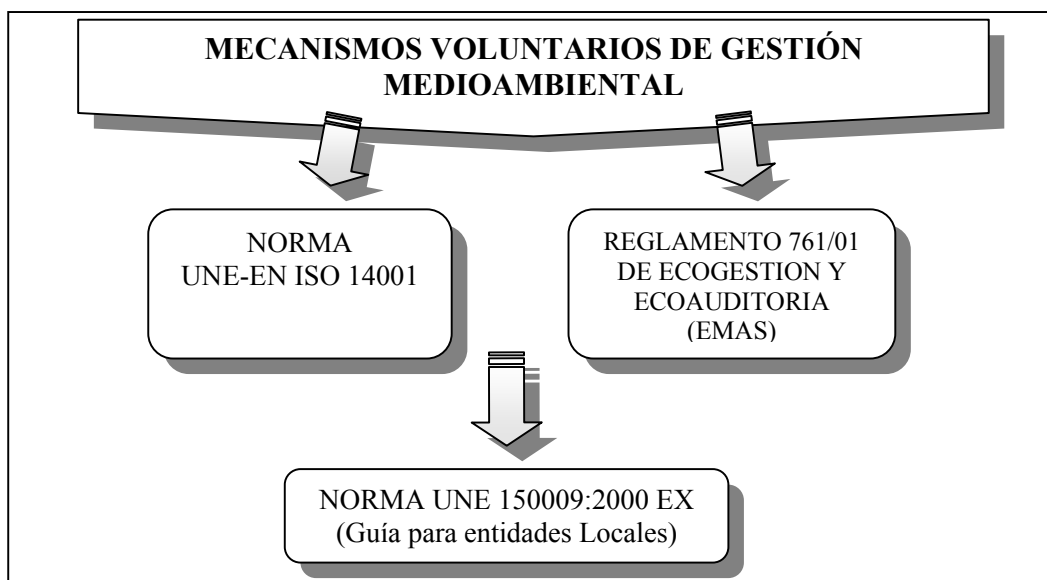 MECANISMOS VOLUNTARIOS DE GESTIÓN
MEDIOAMBIENTAL
NORMA
UNE-EN ISO 14001
REGLAMENTO 761/01
DE ECOGESTION Y
ECOAUDITORIA
(EMAS)
NORMA UNE 150009:2000 EX
(Guía para entidades Locales)